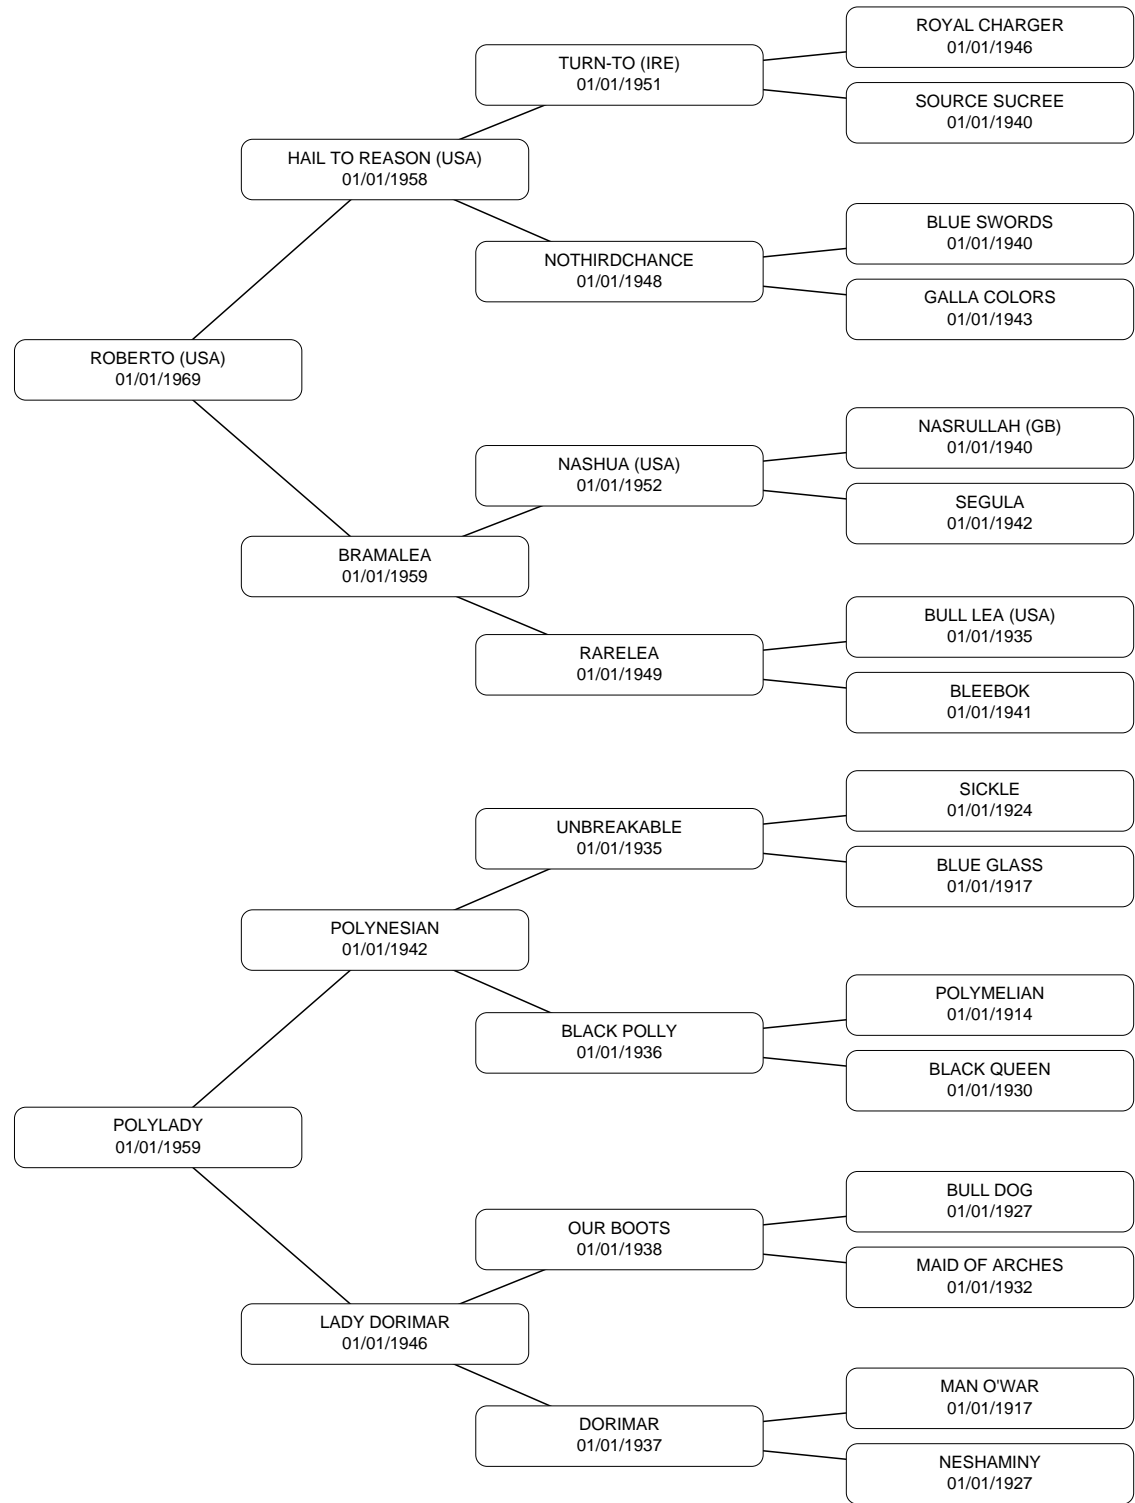 ROYAL CHARGER
01/01/1946
TURN-TO (IRE)
01/01/1951
SOURCE SUCREE
01/01/1940
HAIL TO REASON (USA)
01/01/1958
BLUE SWORDS
01/01/1940
NOTHIRDCHANCE
01/01/1948
GALLA COLORS
01/01/1943
ROBERTO (USA)
01/01/1969
NASRULLAH (GB)
01/01/1940
NASHUA (USA)
01/01/1952
SEGULA
01/01/1942
BRAMALEA
01/01/1959
BULL LEA (USA)
01/01/1935
RARELEA
01/01/1949
BLEEBOK
01/01/1941
SICKLE
01/01/1924
UNBREAKABLE
01/01/1935
BLUE GLASS
01/01/1917
POLYNESIAN
01/01/1942
POLYMELIAN
01/01/1914
BLACK POLLY
01/01/1936
BLACK QUEEN
01/01/1930
POLYLADY
01/01/1959
BULL DOG
01/01/1927
OUR BOOTS
01/01/1938
MAID OF ARCHES
01/01/1932
LADY DORIMAR
01/01/1946
MAN O'WAR
01/01/1917
DORIMAR
01/01/1937
NESHAMINY
01/01/1927